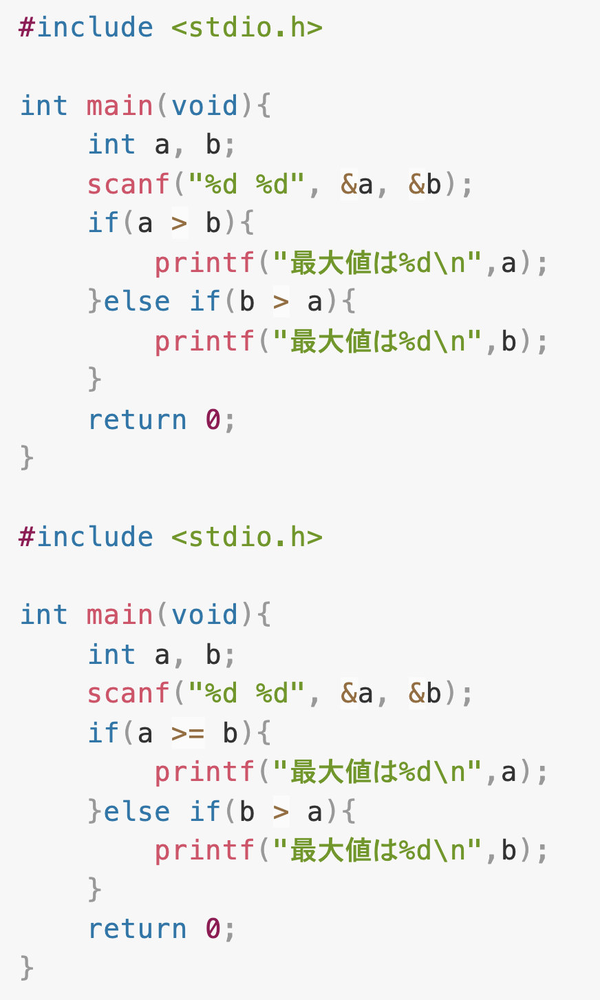 #include <stdio.h>

int main(void){
    int a, b;
    scanf("%d %d", &a, &b);
    if(a > b){
        printf("最大値は%d\n",a);
    }else if(b > a){
        printf("最大値は%d\n",b);
    }
    return 0;
}

#include <stdio.h>

int main(void){
    int a, b;
    scanf("%d %d", &a, &b);
    if(a >= b){
        printf("最大値は%d\n",a);
    }else if(b > a){
        printf("最大値は%d\n",b);
    }
    return 0;
}